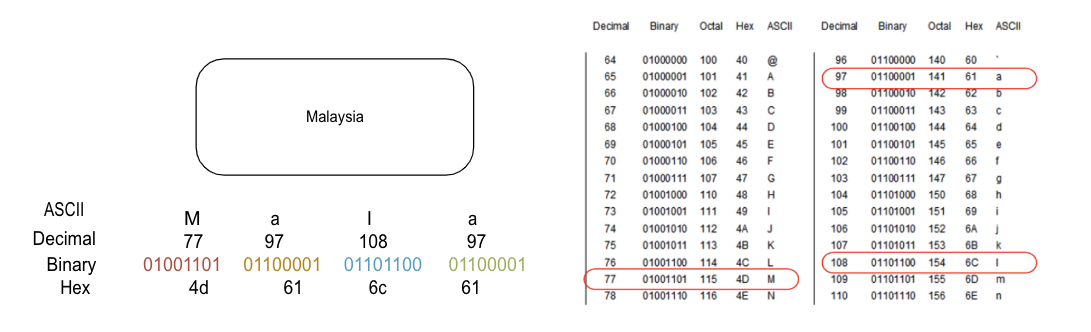 Malaysia
ASCII M a l a
Decimal 77 97 108 97
Binary 01001101 01100001 01101100 01100001
Hex 4d 61 6c 61
Decimal Binary Octal Hex ASCII Decimal Binary Octal Hex ASCII
64 01000000 100 40 @ 96 01100000 140 60 `
65 01000001 101 41 A 97 01100001 141 61 a
66 01000010 102 42 B 98 01100010 142 62 b
67 01000011 103 43 C 99 01100011 143 63 c
68 01000100 104 44 D 100 01100100 144 64 d
69 01000101 105 45 E 101 01100101 145 65 e
70 01000110 106 46 F 102 01100110 146 66 f
71 01000111 107 47 G 103 01100111 147 67 g
72 01001000 110 48 H 104 01101000 150 68 h
73 01001001 111 49 I 105 01101001 151 69 i
74 01001010 112 4A J 106 01101010 152 6A j
75 01001011 113 4B K 107 01101011 153 6B k
76 01001100 114 4C L 108 01101100 154 6C l
77 01001101 115 4D M 109 01101101 155 6D m
78 01001110 116 4E N 110 01101110 156 6E n